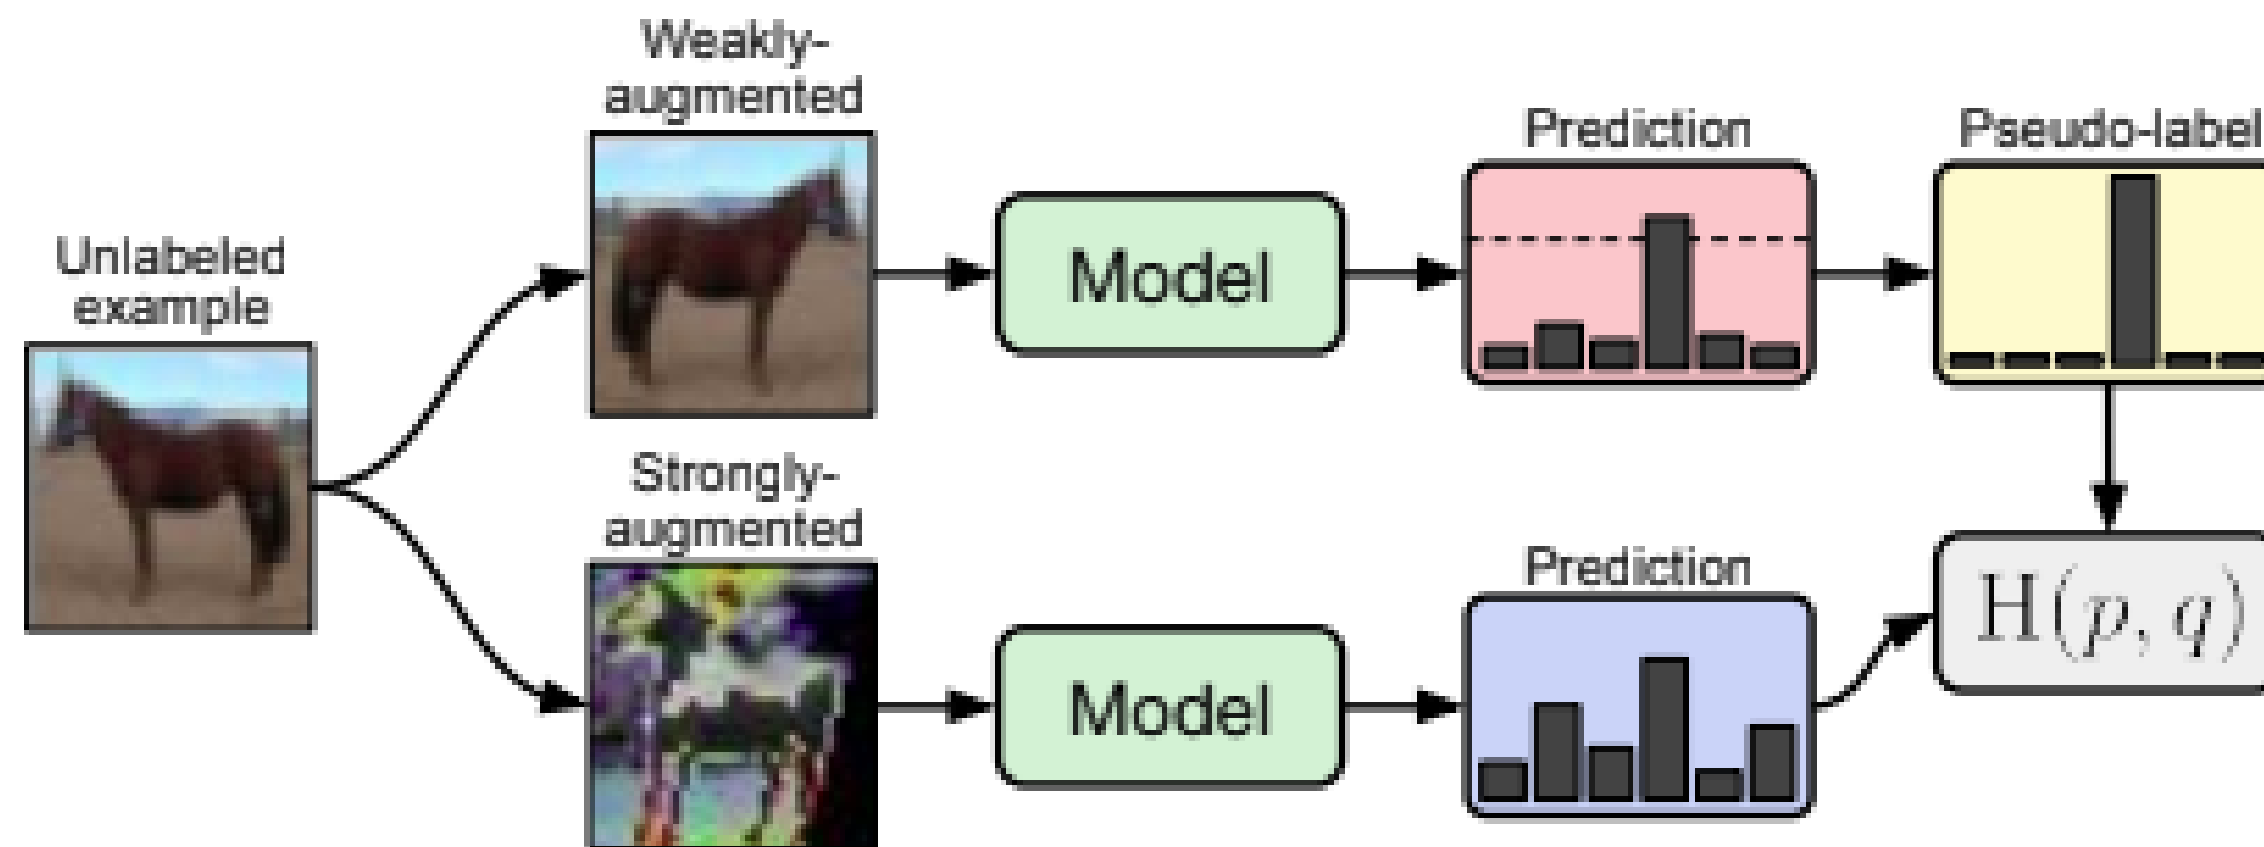 Weakly-
augmented
Prediction
Pseudo-label
Unlabeled
example
Model
Strongly-
augmented
Prediction
Model
H(p, q)